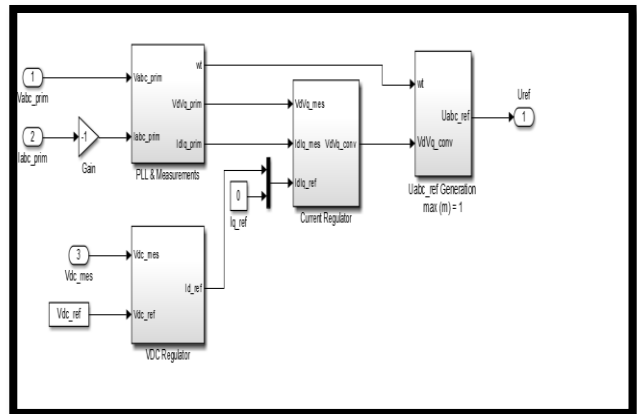 1
Vabc_prim
2
Iabc_prim
-1
Gain
Vabc_prim
wt
VdVq_prim
Iabc_prim
IdIq_prim
PLL & Measurements
VdVq_mes
IdIq_mes
VdVq_conv
IdIq_ref
Current Regulator
0
Iq_ref
wt
Uabc_ref
VdVq_conv
Uabc_ref Generation
max (m) = 1
Uref
1
3
Vdc_mes
Vdc_ref
Vdc_mes
Id_ref
Vdc_ref
VDC Regulator